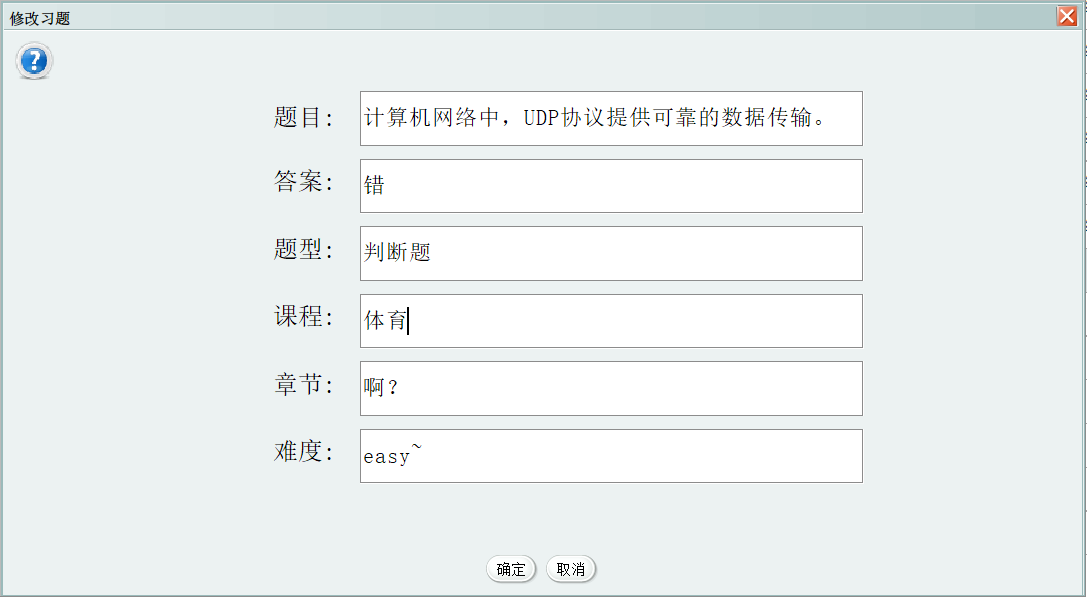 修改习题
题目: 计算机网络中，UDP协议提供可靠的数据传输。
答案: 错
题型: 判断题
课程: 体育
章节: 啊？
难度: easy~
确定 取消